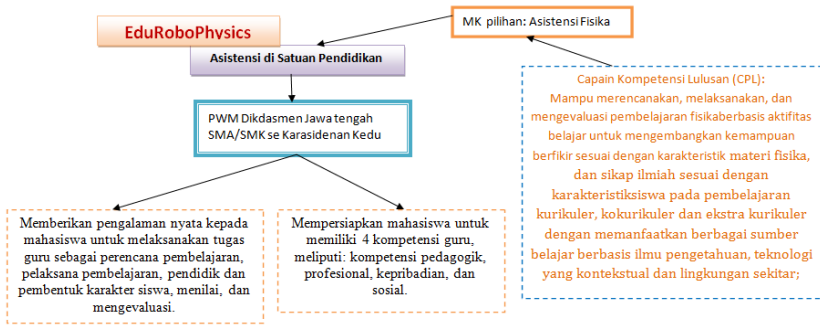 EduRoboPhysics
MK pilihan: Asistensi Fisika
Asistensi di Satuan Pendidikan
PWM Dikdasmen Jawa tengah
SMA/SMK se Karasidenan Kedu
Capain Kompetensi Lulusan (CPL):
Mampu merencanakan, melaksanakan, dan
mengevaluasi pembelajaran fisikaberbasis aktifitas
belajar untuk mengembangkan kemampuan
berfikir sesuai dengan karakteristik materi fisika,
dan sikap ilmiah sesuai dengan
karakteristiksiswa pada pembelajaran
kurikuler, kokurikuler dan ekstra kurikuler
dengan memanfaatkan berbagai sumber
belajar berbasis ilmu pengetahuan, teknologi
yang kontekstual dan lingkungan sekitar;
Memberikan pengalaman nyata kepada
mahasiswa untuk melaksanakan tugas
guru sebagai perencana pembelajaran,
pelaksana pembelajaran, pendidik dan
pembentuk karakter siswa, menilai, dan
mengevaluasi.
Mempersiapkan mahasiswa untuk
memiliki 4 kompetensi guru,
meliputi: kompetensi pedagogik,
profesional, kepribadian, dan
sosial.